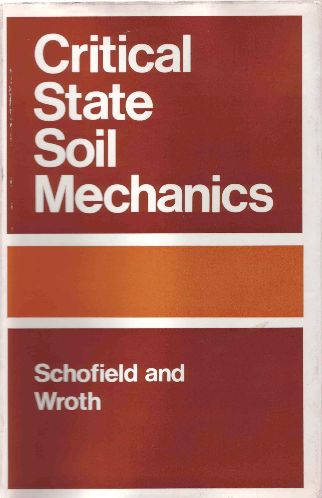 Critical
State
Soil
Mechanics
Schofield and
Wroth